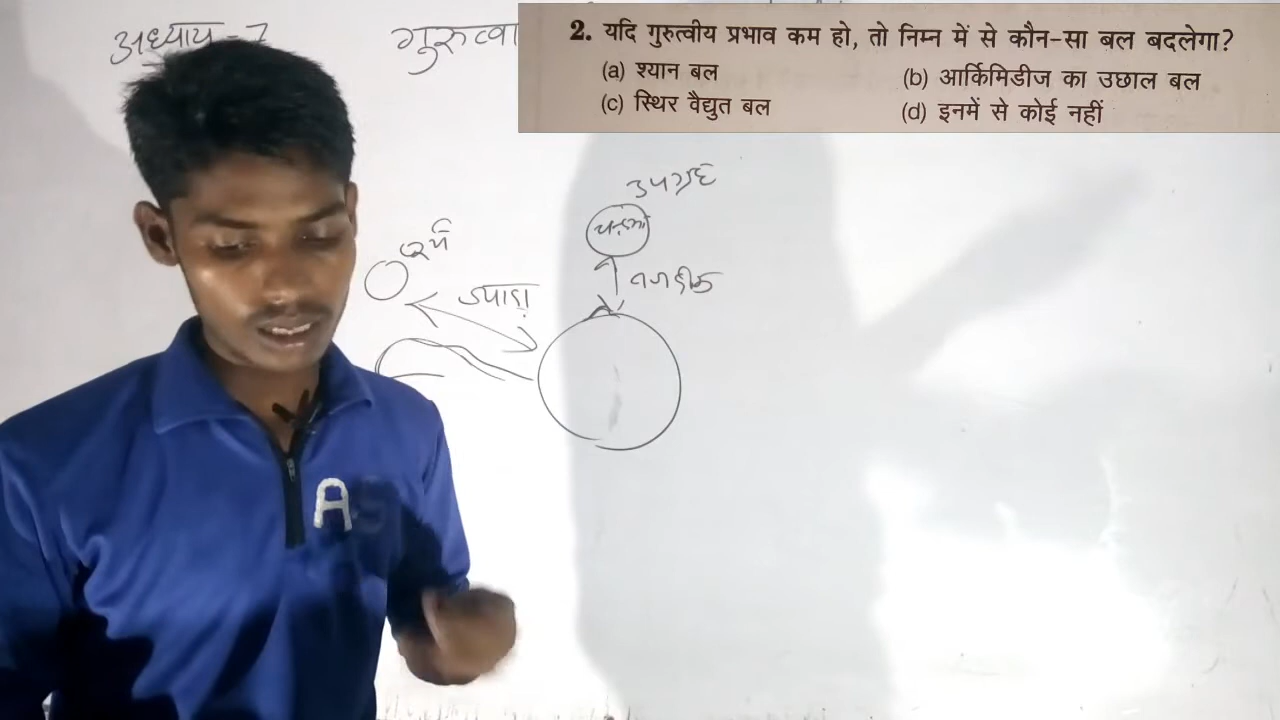 अध्याय-7
गुरुत्वा
2. यदि गुरुत्वीय प्रभाव कम हो, तो निम्न में से कौन-सा बल बदलेगा?
(a) श्यान बल
(b) आर्किमिडीज का उछाल बल
(c) स्थिर वैद्युत बल
(d) इनमें से कोई नहीं
उपग्रह
चन्द्रमा
सूर्य
ज्यादा
नजदीक
A